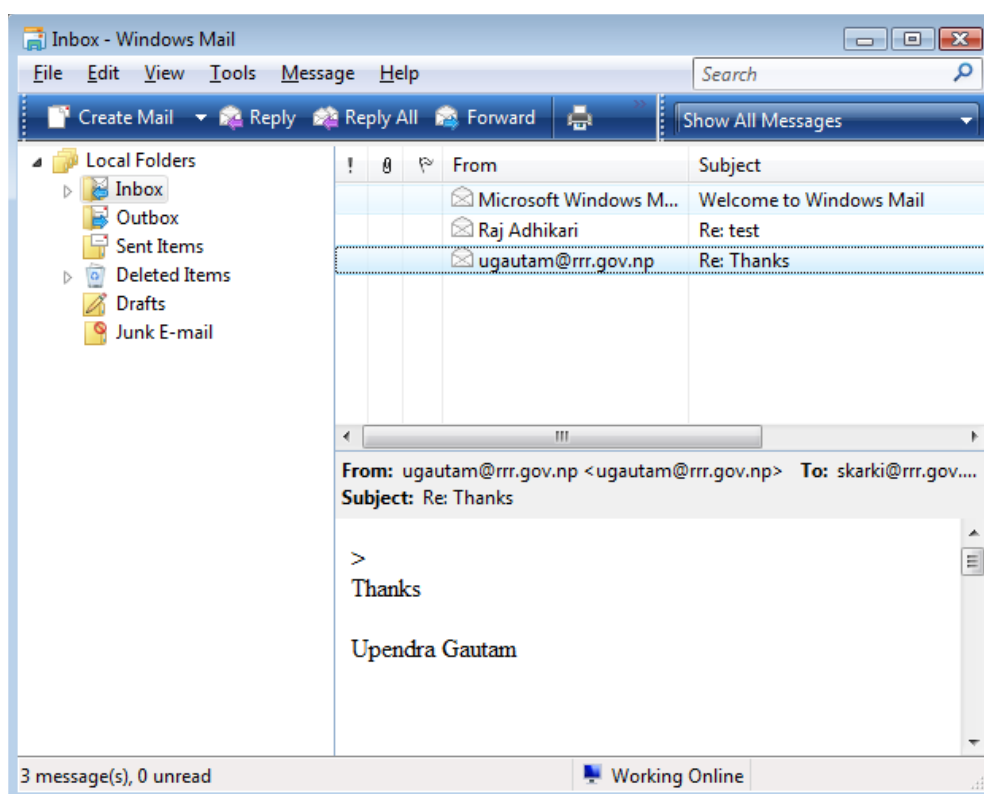 Inbox - Windows Mail
File Edit View Tools Message Help Search
Create Mail Reply Reply All Forward Show All Messages
Local Folders
Inbox
Outbox
Sent Items
Deleted Items
Drafts
Junk E-mail
! From Subject
Microsoft Windows M... Welcome to Windows Mail
Raj Adhikari Re: test
ugautam@rrr.gov.np Re: Thanks
From: ugautam@rrr.gov.np <ugautam@rrr.gov.np> To: skarki@rrr.gov....
Subject: Re: Thanks
>
Thanks
Upendra Gautam
3 message(s), 0 unread Working Online